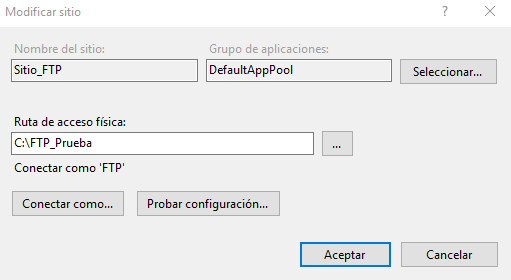 Modificar sitio
?
Nombre del sitio:
Grupo de aplicaciones:
Sitio_FTP
DefaultAppPool
Seleccionar...
Ruta de acceso física:
C:\FTP_Prueba
...
Conectar como 'FTP'
Conectar como...
Probar configuración...
Aceptar
Cancelar